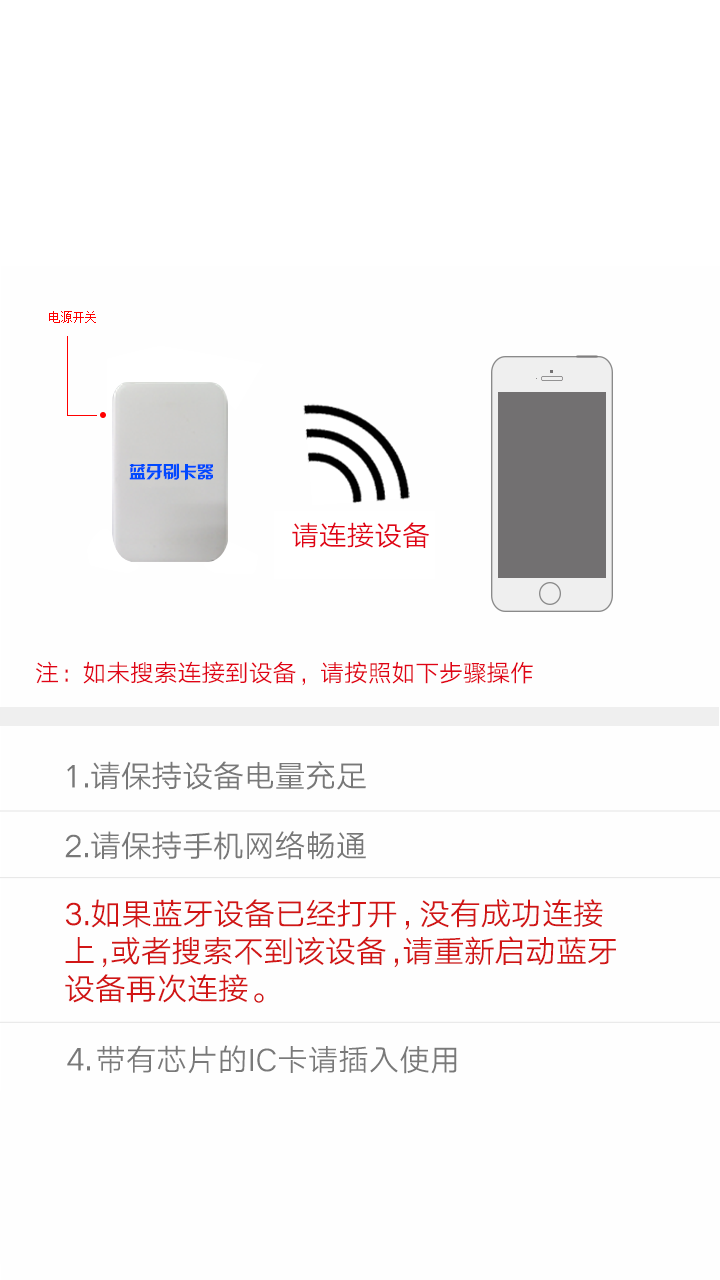 电源开关
蓝牙刷卡器
请连接设备
注：如未搜索连接到设备，请按照如下步骤操作
1.请保持设备电量充足
2.请保持手机网络畅通
3.如果蓝牙设备已经打开，没有成功连接
上，或者搜索不到该设备，请重新启动蓝牙
设备再次连接。
4.带有芯片的IC卡请插入使用